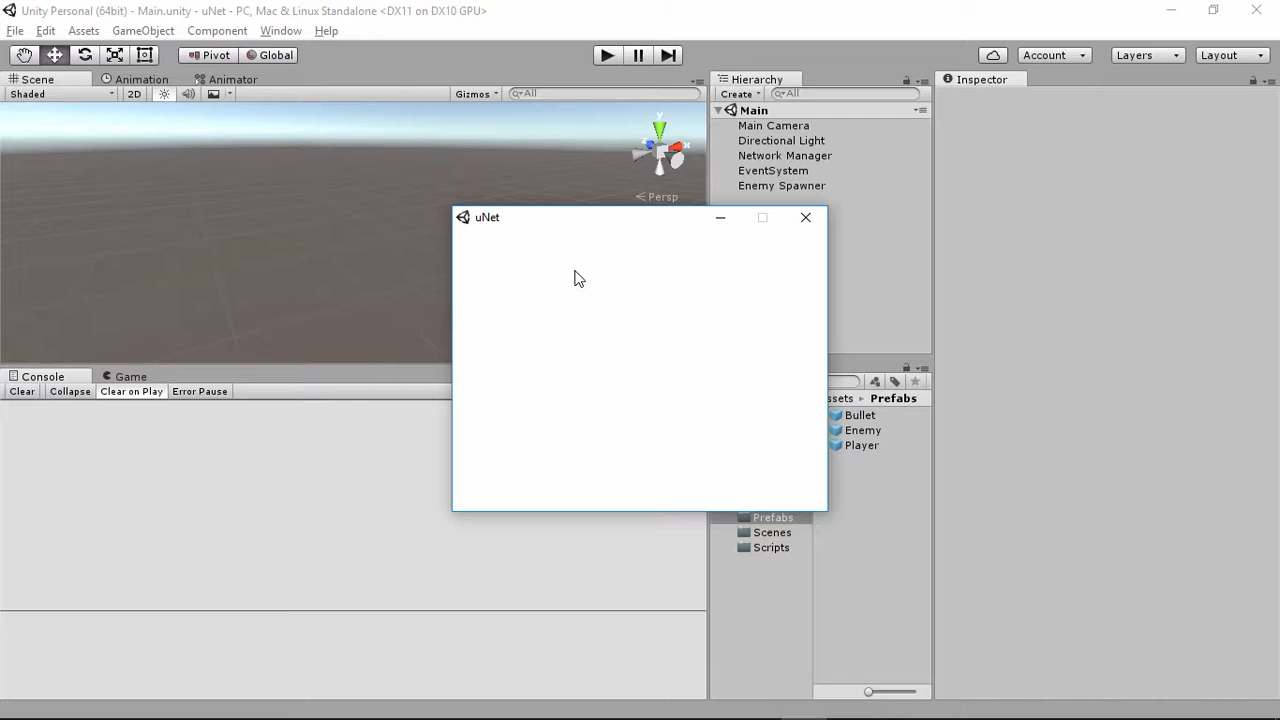 Unity Personal (64bit) - Main.unity - uNet - PC, Mac & Linux Standalone <DX11 on DX10 GPU>
File Edit Assets GameObject Component Window Help
Pivot Global Account Layers Layout
Scene Animation Animator Hierarchy Inspector
Shaded 2D Gizmos All Create All
Main
Main Camera
Directional Light
Network Manager
EventSystem
Enemy Spawner
y
x
z
Persp
uNet
Console Game
Clear Collapse Clear on Play Error Pause
ssets Prefabs
Bullet
Enemy
Player
Prefabs
Scenes
Scripts